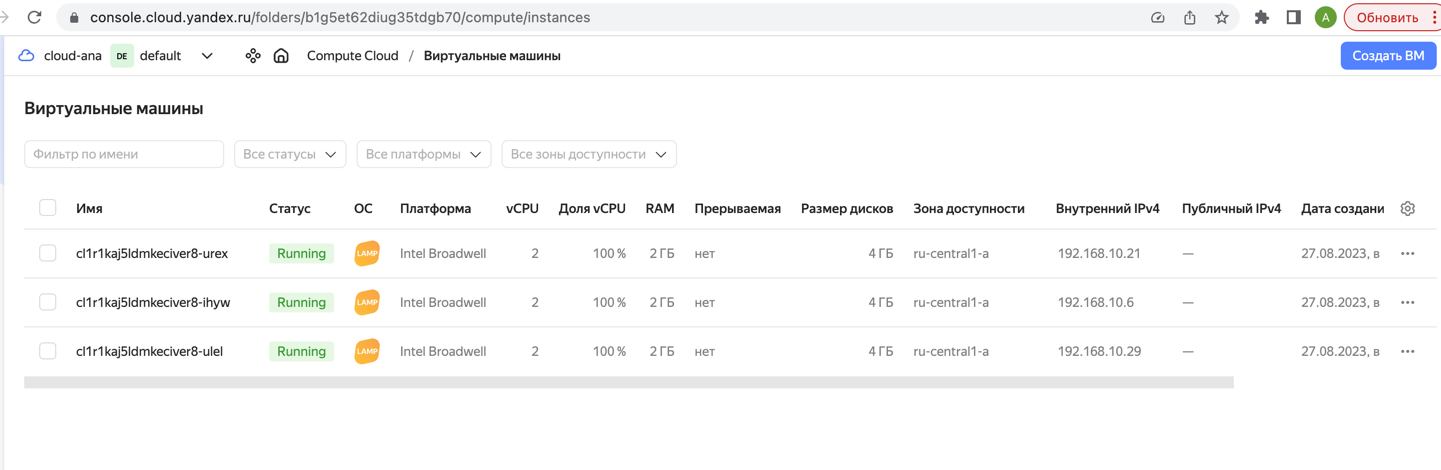 console.cloud.yandex.ru/folders/b1g5et62diug35tdgb70/compute/instances A Обновить
cloud-ana DE default Compute Cloud / Виртуальные машины Создать ВМ
Виртуальные машины
Фильтр по имени Все статусы Все платформы Все зоны доступности
Имя Статус ОС Платформа vCPU Доля vCPU RAM Прерываемая Размер дисков Зона доступности Внутренний IPv4 Публичный IPv4 Дата создани
cl1r1kaj5ldmkeciver8-urex Running LAMP Intel Broadwell 2 100 % 2 ГБ нет 4 ГБ ru-central1-a 192.168.10.21 — 27.08.2023, в
cl1r1kaj5ldmkeciver8-ihyw Running LAMP Intel Broadwell 2 100 % 2 ГБ нет 4 ГБ ru-central1-a 192.168.10.6 — 27.08.2023, в
cl1r1kaj5ldmkeciver8-ulel Running LAMP Intel Broadwell 2 100 % 2 ГБ нет 4 ГБ ru-central1-a 192.168.10.29 — 27.08.2023, в